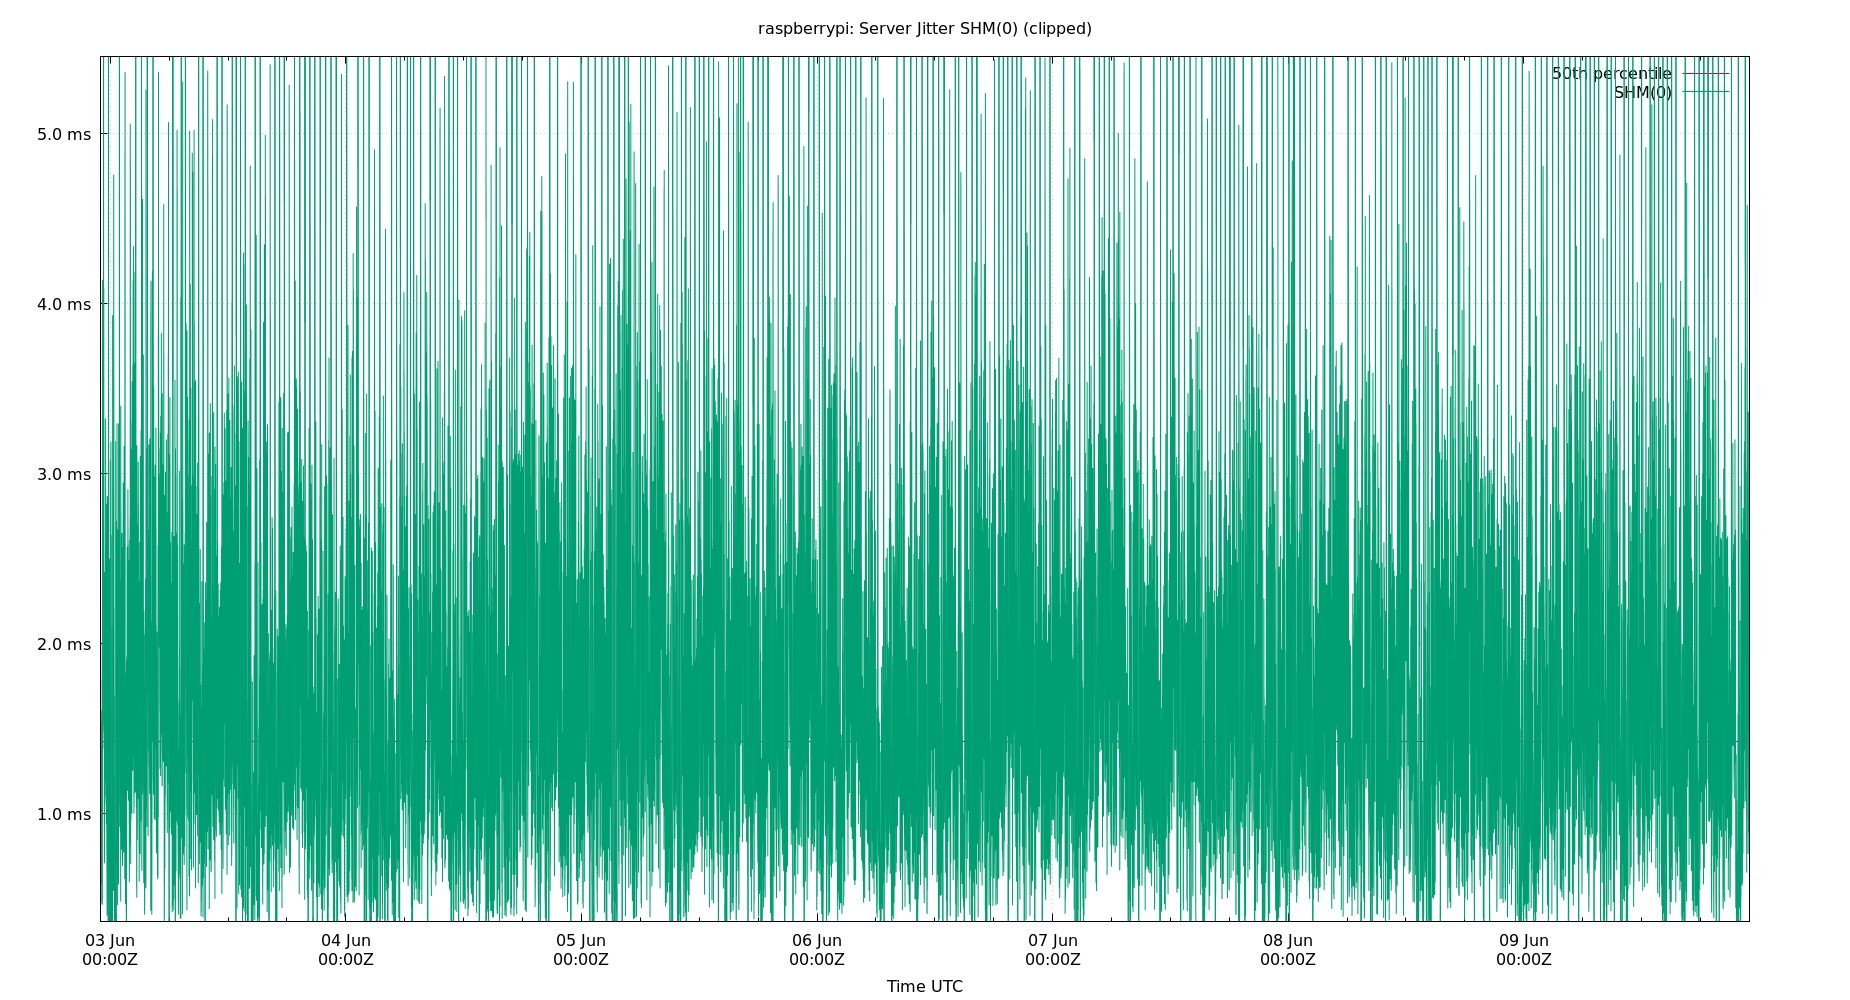 raspberrypi: Server Jitter SHM(0) (clipped)
50th percentile
SHM(0)
5.0 ms
4.0 ms
3.0 ms
2.0 ms
1.0 ms
03 Jun 04 Jun 05 Jun 06 Jun 07 Jun 08 Jun 09 Jun
00:00Z 00:00Z 00:00Z 00:00Z 00:00Z 00:00Z 00:00Z
Time UTC